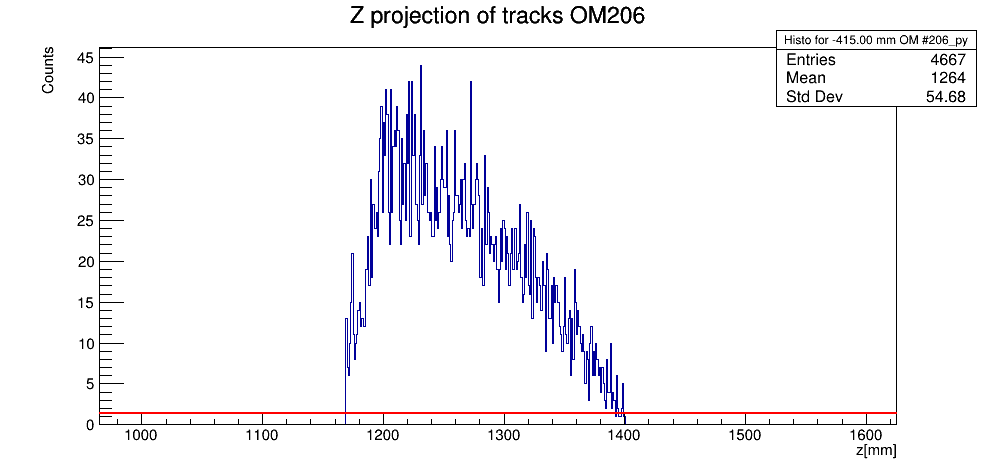 Z projection of tracks OM206
Histo for -415.00 mm OM #206_py
Entries 4667
Mean 1264
Std Dev 54.68
Counts
45
40
35
30
25
20
15
10
5
0
1000 1100 1200 1300 1400 1500 1600
z[mm]